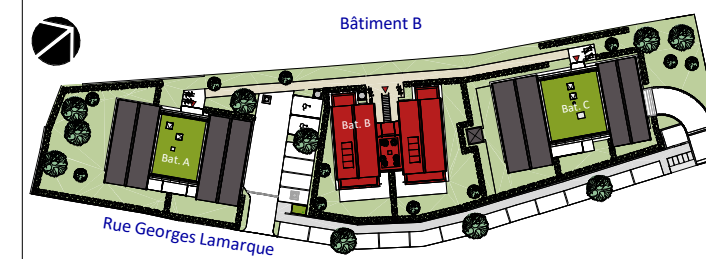 Bâtiment B
Bat. C
Bat. B
Bat. A
Rue Georges Lamarque